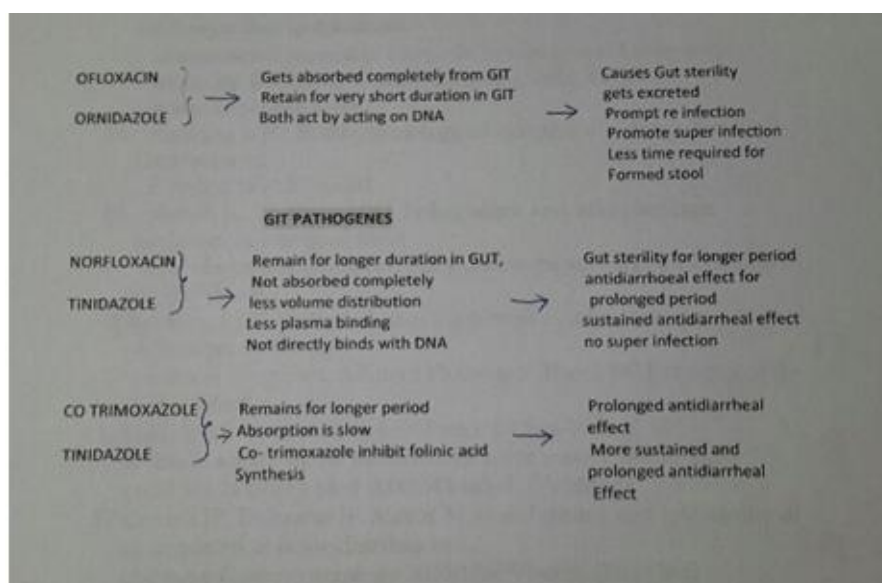 OFLOXACIN
ORNIDAZOLE
Gets absorbed completely from GIT
Retain for very short duration in GIT
Both act by acting on DNA
Causes Gut sterility
gets excreted
Prompt re infection
Promote super infection
Less time required for
Formed stool
GIT PATHOGENES
NORFLOXACIN
TINIDAZOLE
Remain for longer duration in GUT,
Not absorbed completely
less volume distribution
Less plasma binding
Not directly binds with DNA
Gut sterility for longer period
antidiarrhoeal effect for
prolonged period
sustained antidiarrheal effect
no super infection
CO TRIMOXAZOLE
TINIDAZOLE
Remains for longer period
Absorption is slow
Co- trimoxazole inhibit folinic acid
Synthesis
Prolonged antidiarrheal
effect
More sustained and
prolonged antidiarrheal
Effect